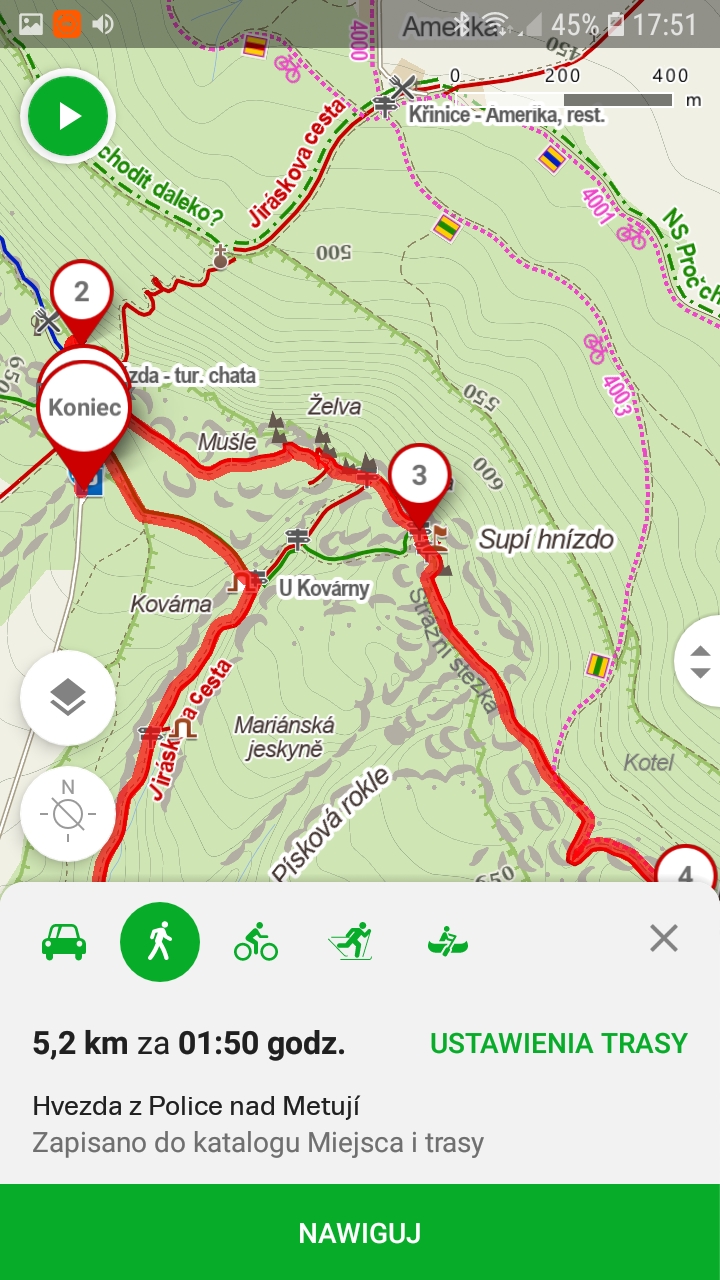 45% 17:51
Amerika
4000
450
0 200 400
m
Křinice - Amerika, rest.
Jiráskova cesta
chodit daleko?
4001
NS Proč ch
500
2
zda - tur. chata
650
Koniec
Želva
Mušle
550
4003
600
3
Supí hnízdo
U Kovárny
Kovárna
Strážní stezka
Jiráskova cesta
Mariánská
jeskyně
Kotel
Písková rokle
N
650
4
5,2 km za 01:50 godz.
USTAWIENIA TRASY
Hvezda z Police nad Metují
Zapisano do katalogu Miejsca i trasy
NAWIGUJ